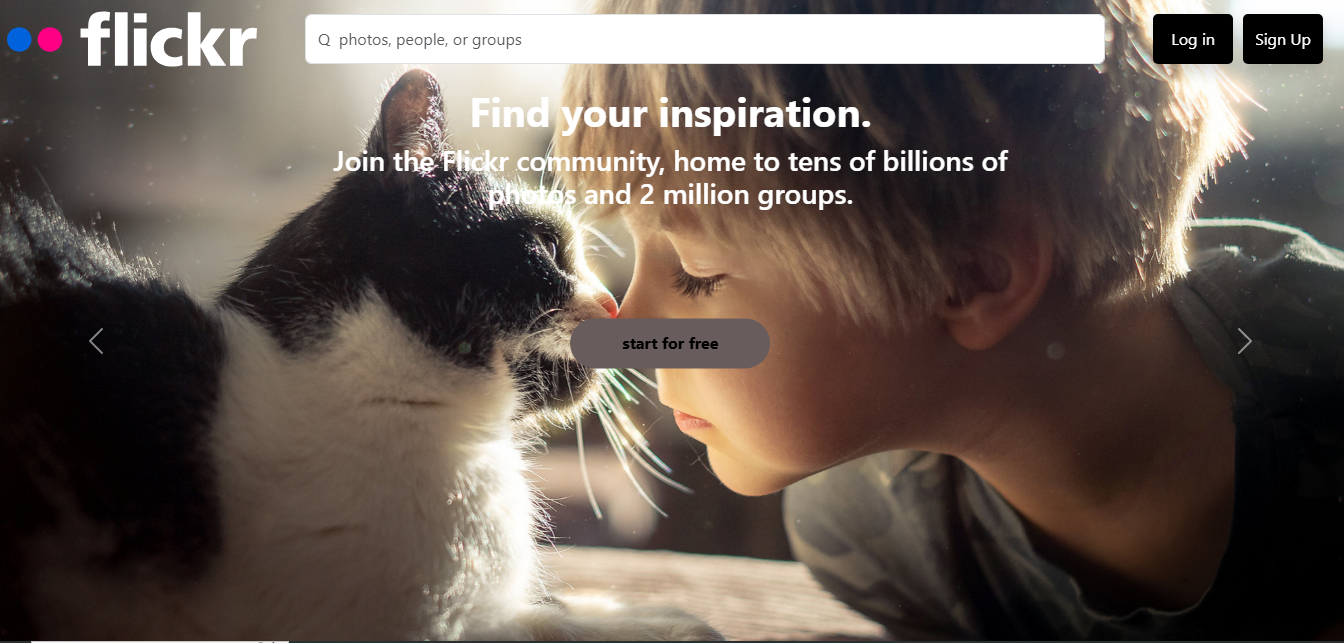 flickr
Q photos, people, or groups
Log in
Sign Up
Find your inspiration.
Join the Flickr community, home to tens of billions of
photos and 2 million groups.
start for free